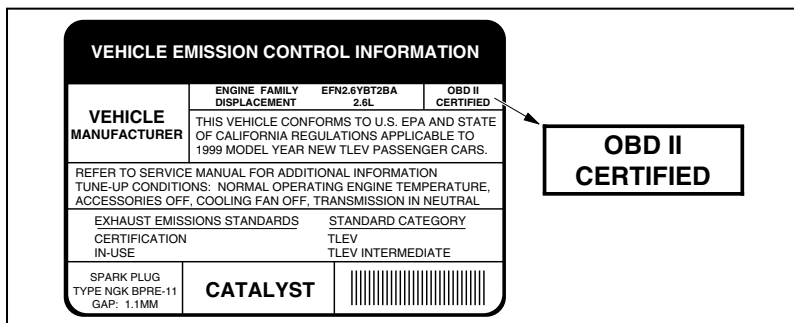 VEHICLE EMISSION CONTROL INFORMATION
VEHICLE
MANUFACTURER
ENGINE FAMILY EFN2.6YBT2BA
DISPLACEMENT 2.6L
OBD II
CERTIFIED
THIS VEHICLE CONFORMS TO U.S. EPA AND STATE
OF CALIFORNIA REGULATIONS APPLICABLE TO
1999 MODEL YEAR NEW TLEV PASSENGER CARS.
REFER TO SERVICE MANUAL FOR ADDITIONAL INFORMATION
TUNE-UP CONDITIONS: NORMAL OPERATING ENGINE TEMPERATURE,
ACCESSORIES OFF, COOLING FAN OFF, TRANSMISSION IN NEUTRAL
EXHAUST EMISSIONS STANDARDS STANDARD CATEGORY
CERTIFICATION TLEV
IN-USE TLEV INTERMEDIATE
SPARK PLUG
TYPE NGK BPRE-11
GAP: 1.1MM
CATALYST
OBD II
CERTIFIED